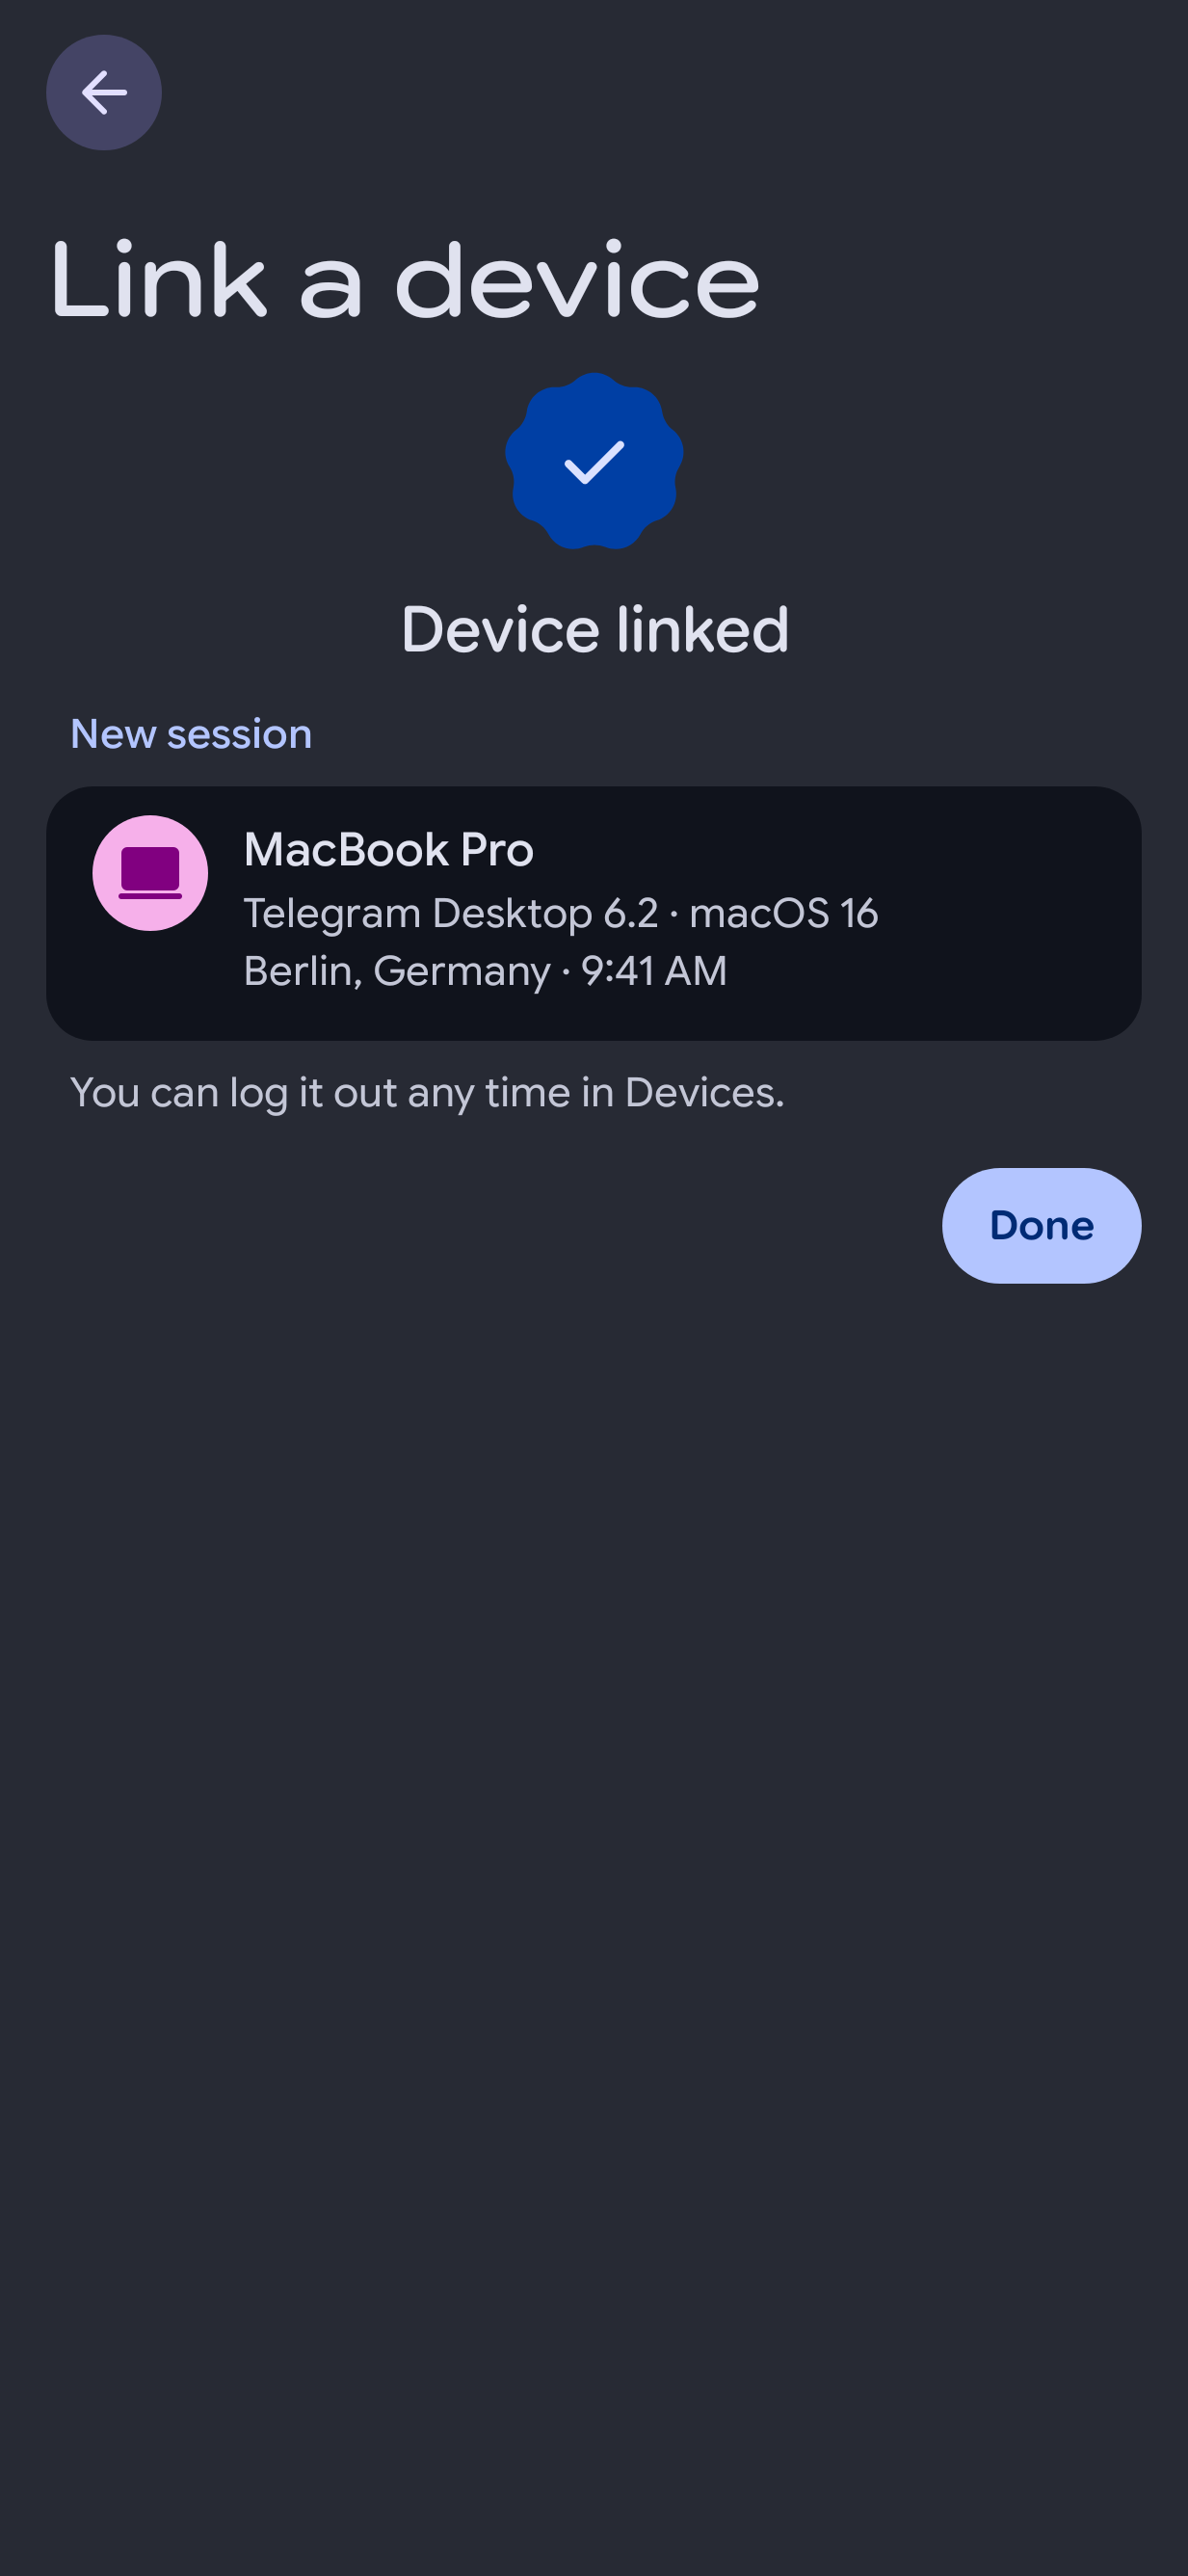 Link a device
Device linked
New session
MacBook Pro
Telegram Desktop 6.2 · macOS 16
Berlin, Germany · 9:41 AM
You can log it out any time in Devices.
Done